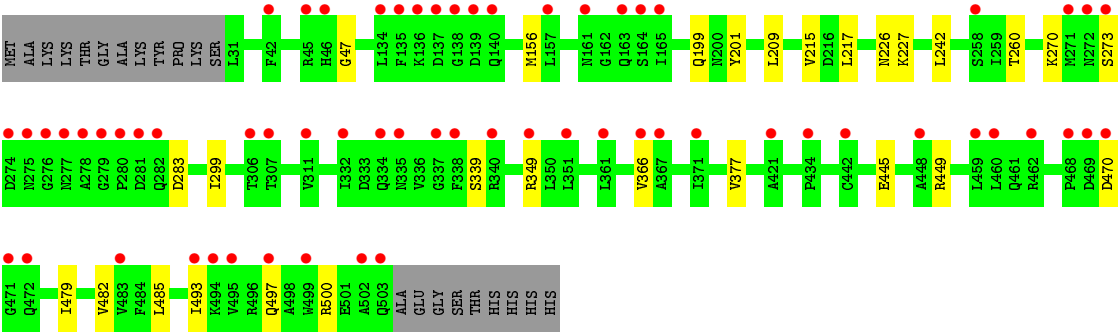 MET ALA LYS LYS THR GLY ALA LYS TYR PRO LYS SER L31 F42 R45 H46 G47 L134 F135 K136 D137 G138 D139 Q140 M156 L157 N161 G162 Q163 S164 I165 Q199 N200 Y201 L209 V215 D216 L217 N226 K227 L242 S258 I259 T260 K270 M271 N272 S273
D274 N275 G276 N277 A278 G279 P280 D281 Q282 D283 I299 T306 T307 V311 I332 D333 Q334 N335 V336 G337 F338 S339 R340 R349 L350 L351 L361 V366 A367 I371 V377 A421 P434 C442 E445 A448 R449 L459 L460 Q461 R462 P468 D469 D470
G471 Q472 I479 V482 V483 F484 L485 I493 K494 V495 R496 Q497 A498 W499 R500 E501 A502 Q503 ALA GLU GLY SER THR HIS HIS HIS HIS